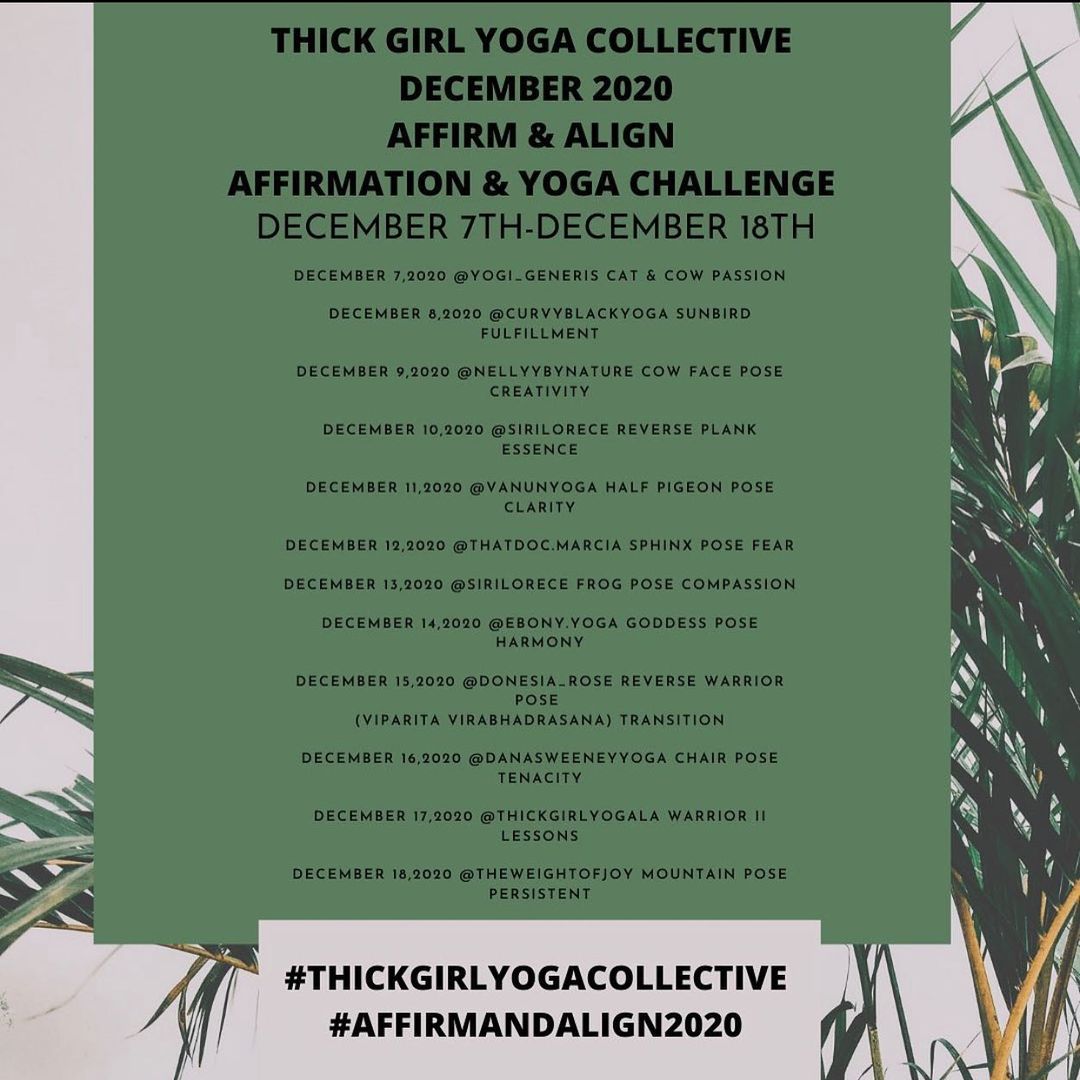 THICK GIRL YOGA COLLECTIVE
DECEMBER 2020
AFFIRM & ALIGN
AFFIRMATION & YOGA CHALLENGE
DECEMBER 7TH-DECEMBER 18TH
DECEMBER 7,2020 @YOGI_GENERIS CAT & COW PASSION
DECEMBER 8,2020 @CURVYBLACKYOGA SUNBIRD
FULFILLMENT
DECEMBER 9,2020 @NELLYYBYNATURE COW FACE POSE
CREATIVITY
DECEMBER 10,2020 @SIRILORECE REVERSE PLANK
ESSENCE
DECEMBER 11,2020 @VANUNYOGA HALF PIGEON POSE
CLARITY
DECEMBER 12,2020 @THATDOC.MARCIA SPHINX POSE FEAR
DECEMBER 13,2020 @SIRILORECE FROG POSE COMPASSION
DECEMBER 14,2020 @EBONY.YOGA GODDESS POSE
HARMONY
DECEMBER 15,2020 @DONESIA_ROSE REVERSE WARRIOR
POSE
(VIPARITA VIRABHADRASANA) TRANSITION
DECEMBER 16,2020 @DANASWEENEYYOGA CHAIR POSE
TENACITY
DECEMBER 17,2020 @THICKGIRLYOGALA WARRIOR II
LESSONS
DECEMBER 18,2020 @THEWEIGHTOFJOY MOUNTAIN POSE
PERSISTENT
#THICKGIRLYOGACOLLECTIVE
#AFFIRMANDALIGN2020